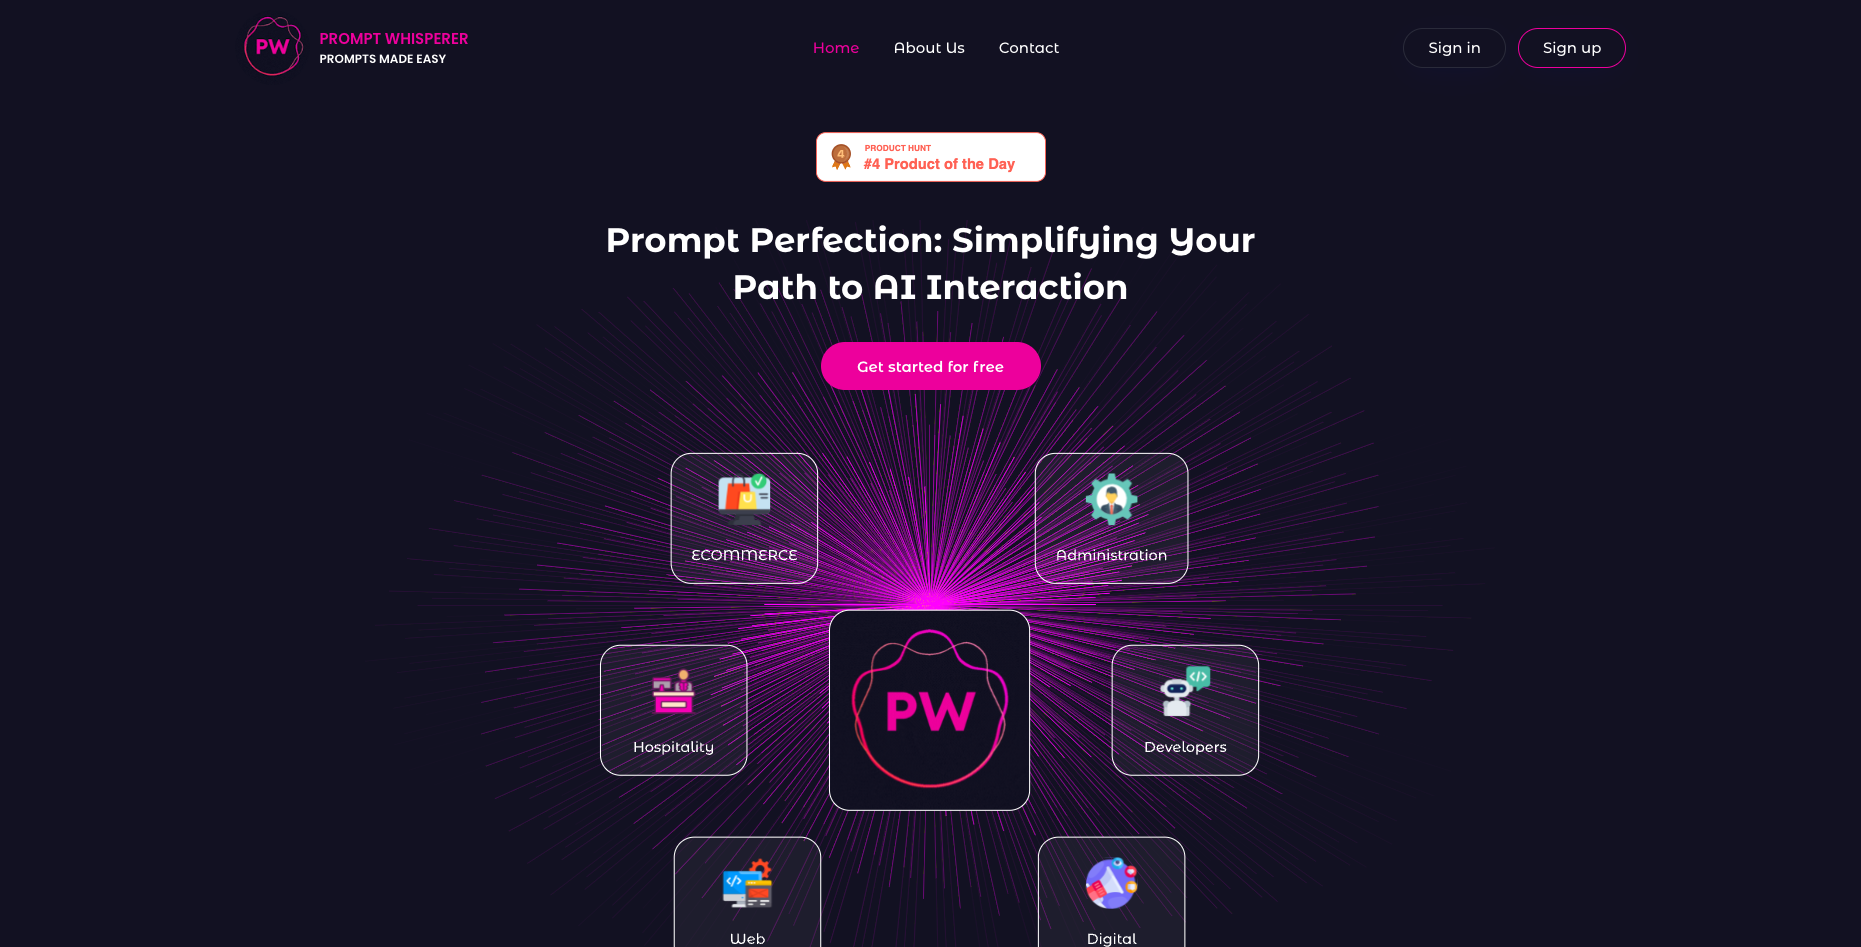 PW
PROMPT WHISPERER
PROMPTS MADE EASY
Home
About Us
Contact
Sign in
Sign up
4
PRODUCT HUNT
#4 Product of the Day
Prompt Perfection: Simplifying Your
Path to AI Interaction
Get started for free
ECOMMERCE
Administration
Hospitality
PW
</>
Developers
</>
Web
Digital